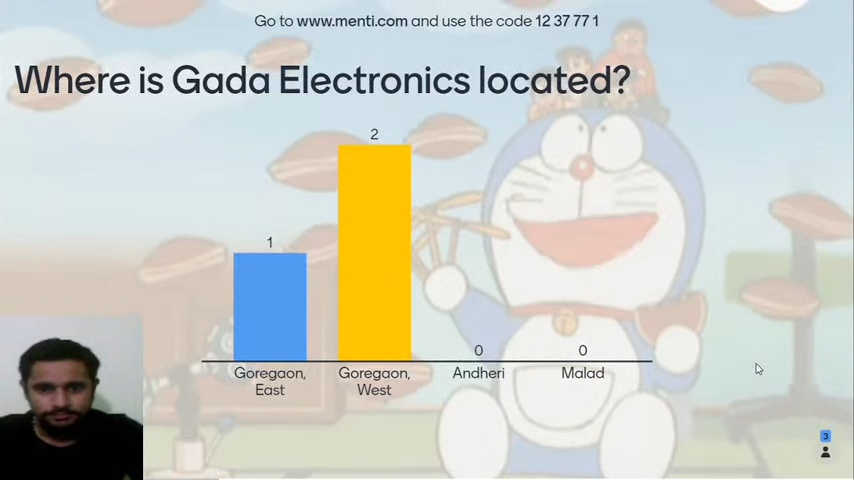 Go to www.menti.com and use the code 12 37 77 1
Where is Gada Electronics located?
2
1
0
0
Goregaon,
East
Goregaon,
West
Andheri
Malad
3